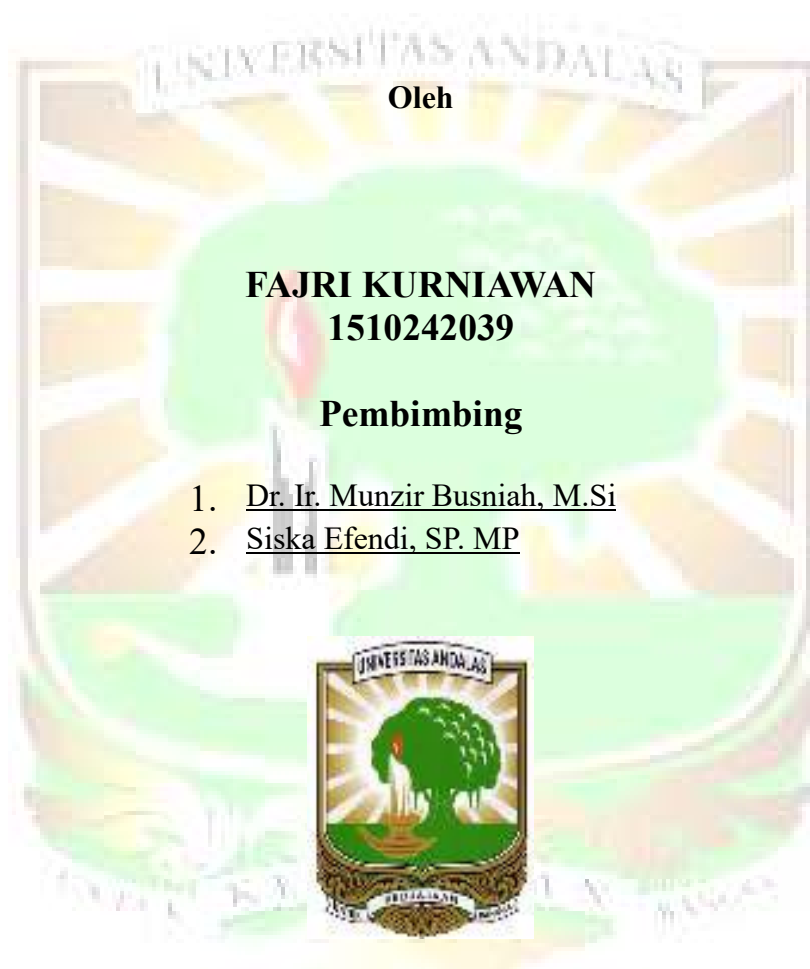 UNIVERSITAS ANDALAS
Oleh
FAJRI KURNIAWAN
1510242039
Pembimbing
1. Dr. Ir. Munzir Busniah, M.Si
2. Siska Efendi, SP. MP
UNIVERSITAS ANDALAS
KEDJAJAAN